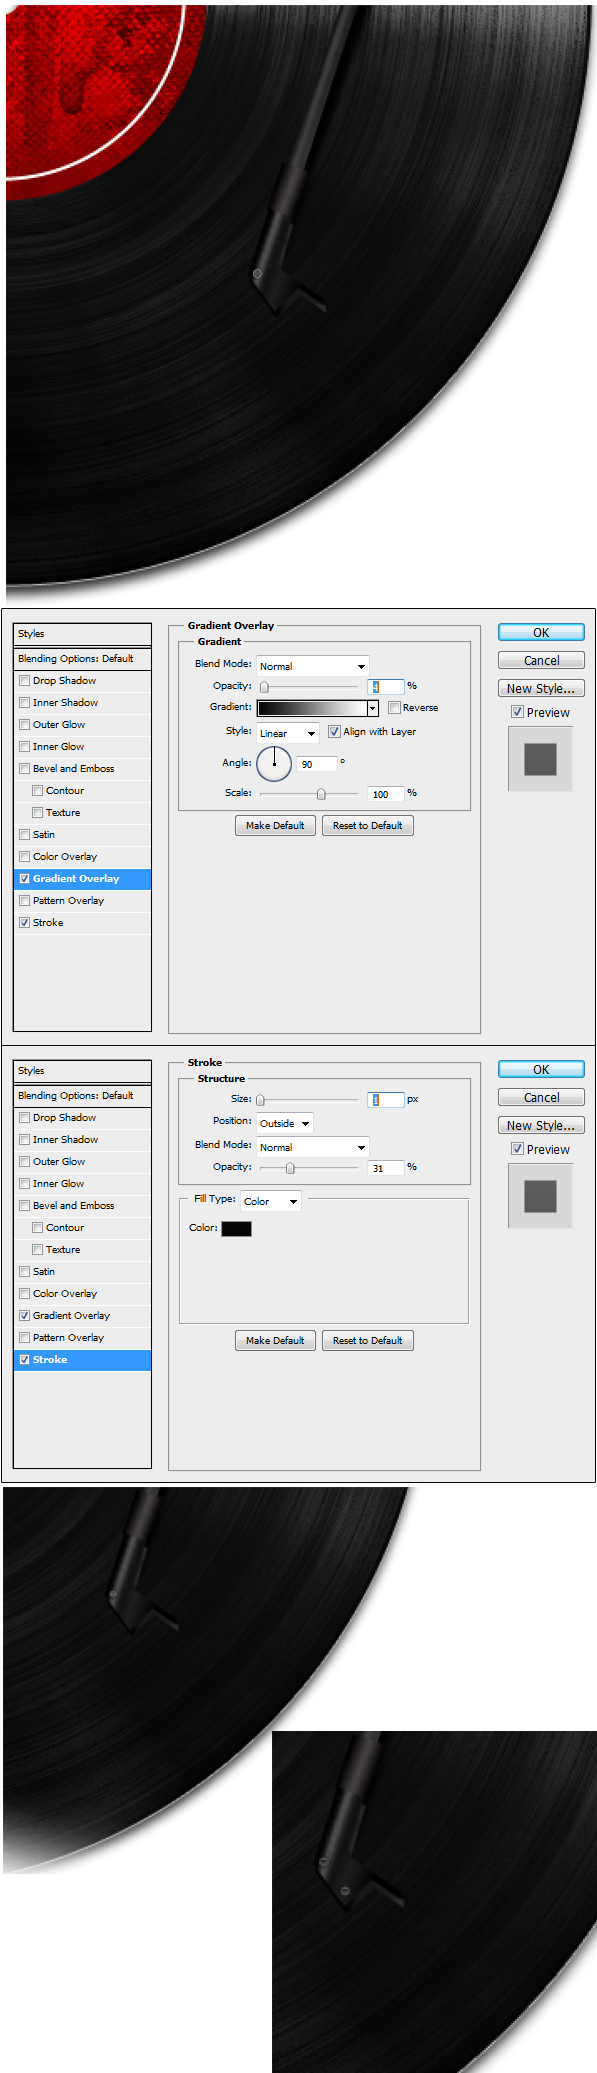 Gradient Overlay
Styles
Gradient
Blending Options: Default
Drop Shadow
Inner Shadow
Outer Glow
Inner Glow
Bevel and Emboss
Contour
Texture
Satin
Color Overlay
Gradient Overlay
Pattern Overlay
Stroke
Blend Mode: Normal
Opacity: 4 %
Gradient: Reverse
Style: Linear Align with Layer
Angle: 90 °
Scale: 100 %
Make Default Reset to Default
OK
Cancel
New Style...
Preview
Stroke
Styles
Structure
Blending Options: Default
Drop Shadow
Inner Shadow
Outer Glow
Inner Glow
Bevel and Emboss
Contour
Texture
Satin
Color Overlay
Gradient Overlay
Pattern Overlay
Stroke
Size: 1 px
Position: Outside
Blend Mode: Normal
Opacity: 31 %
Fill Type: Color
Color:
Make Default Reset to Default
OK
Cancel
New Style...
Preview